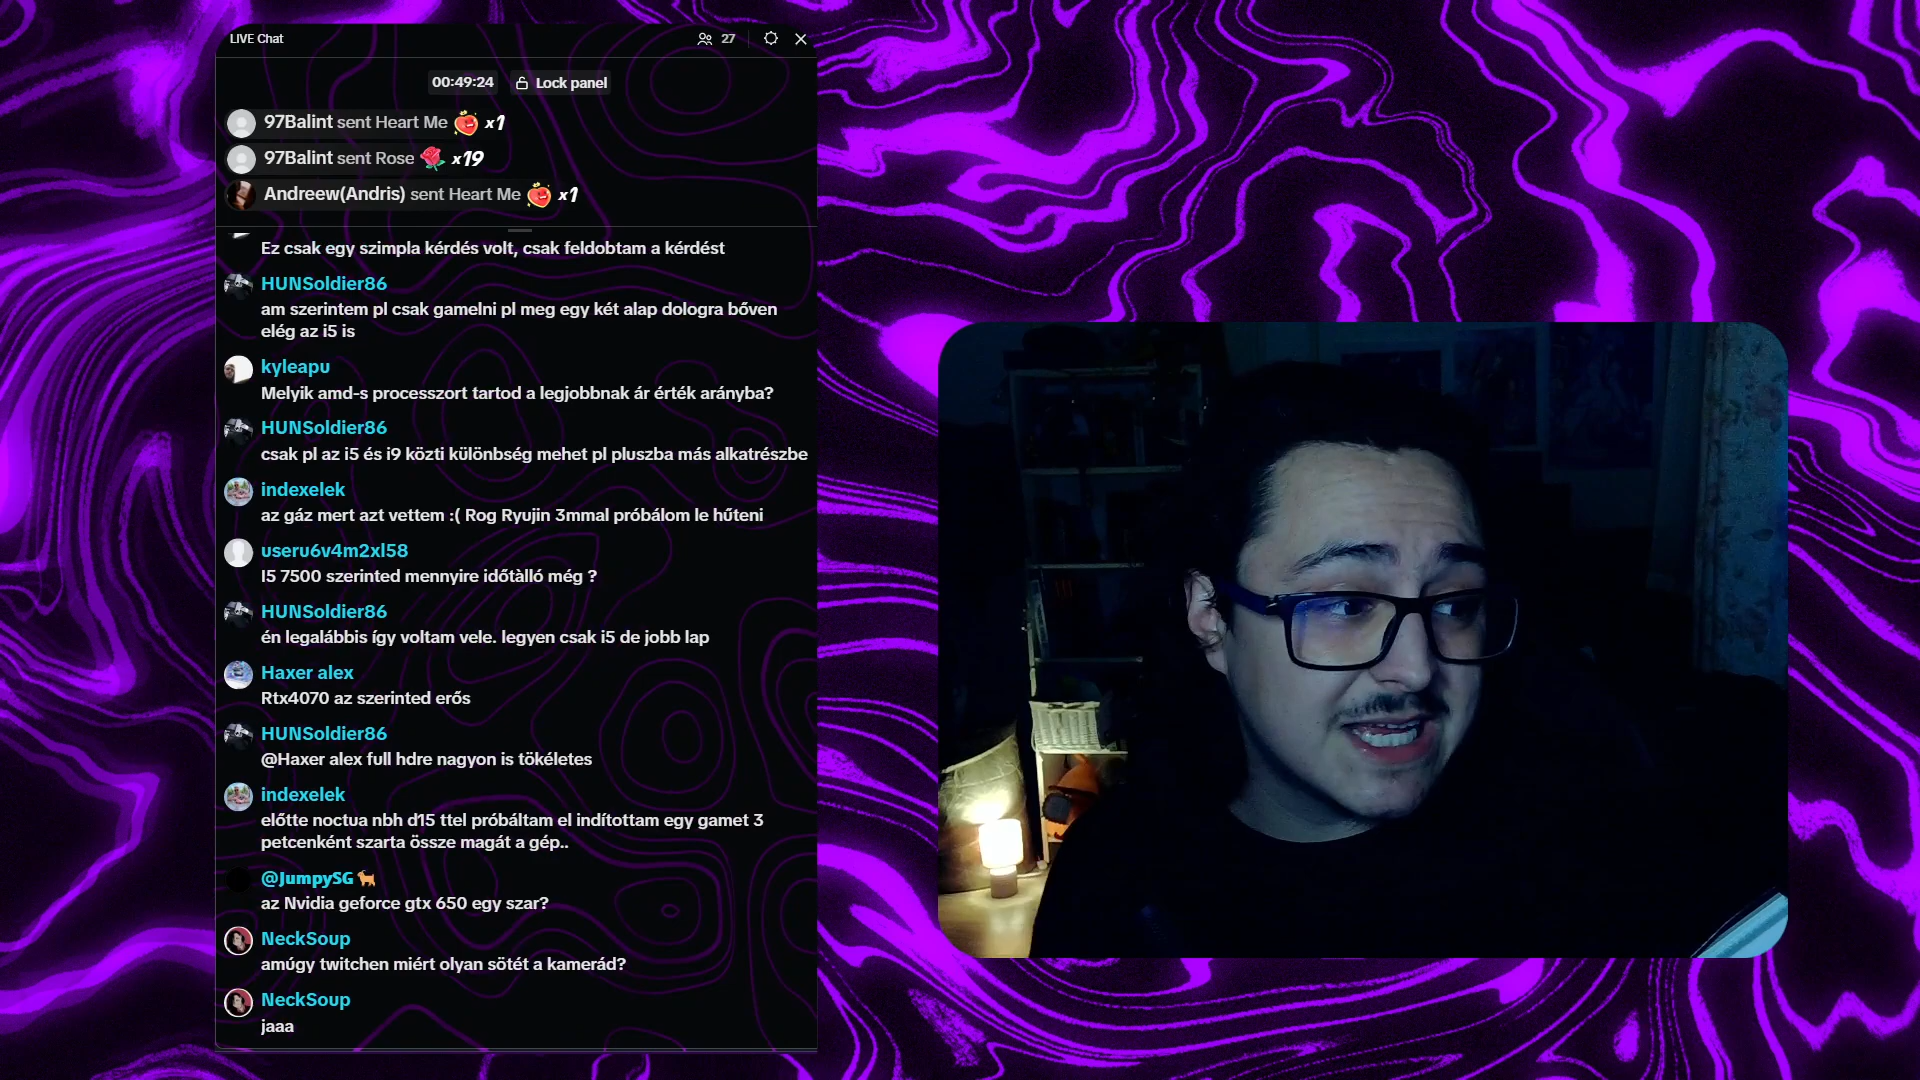 LIVE Chat
27
00:49:24
Lock panel
97Balint sent Heart Me x1
97Balint sent Rose x19
Andreew(Andris) sent Heart Me x1
Ez csak egy szimpla kérdés volt, csak feldobtam a kérdést
HUNSoldier86
am szerintem pl csak gamelni pl meg egy két alap dologra bőven
elég az i5 is
kyleapu
Melyik amd-s processzort tartod a legjobbnak ár érték arányba?
HUNSoldier86
csak pl az i5 és i9 közti különbség mehet pl pluszba más alkatrészbe
indexelek
az gáz mert azt vettem :( Rog Ryujin 3mmal próbálom le hűteni
useru6v4m2xl58
I5 7500 szerinted mennyire időtàlló még ?
HUNSoldier86
én legalábbis így voltam vele. legyen csak i5 de jobb lap
Haxer alex
Rtx4070 az szerinted erős
HUNSoldier86
@Haxer alex full hdre nagyon is tökéletes
indexelek
előtte noctua nbh d15 ttel próbáltam el indítottam egy gamet 3
petcenként szarta össze magát a gép..
@JumpySG
az Nvidia geforce gtx 650 egy szar?
NeckSoup
amúgy twitchen miért olyan sötét a kamerád?
NeckSoup
jaaa